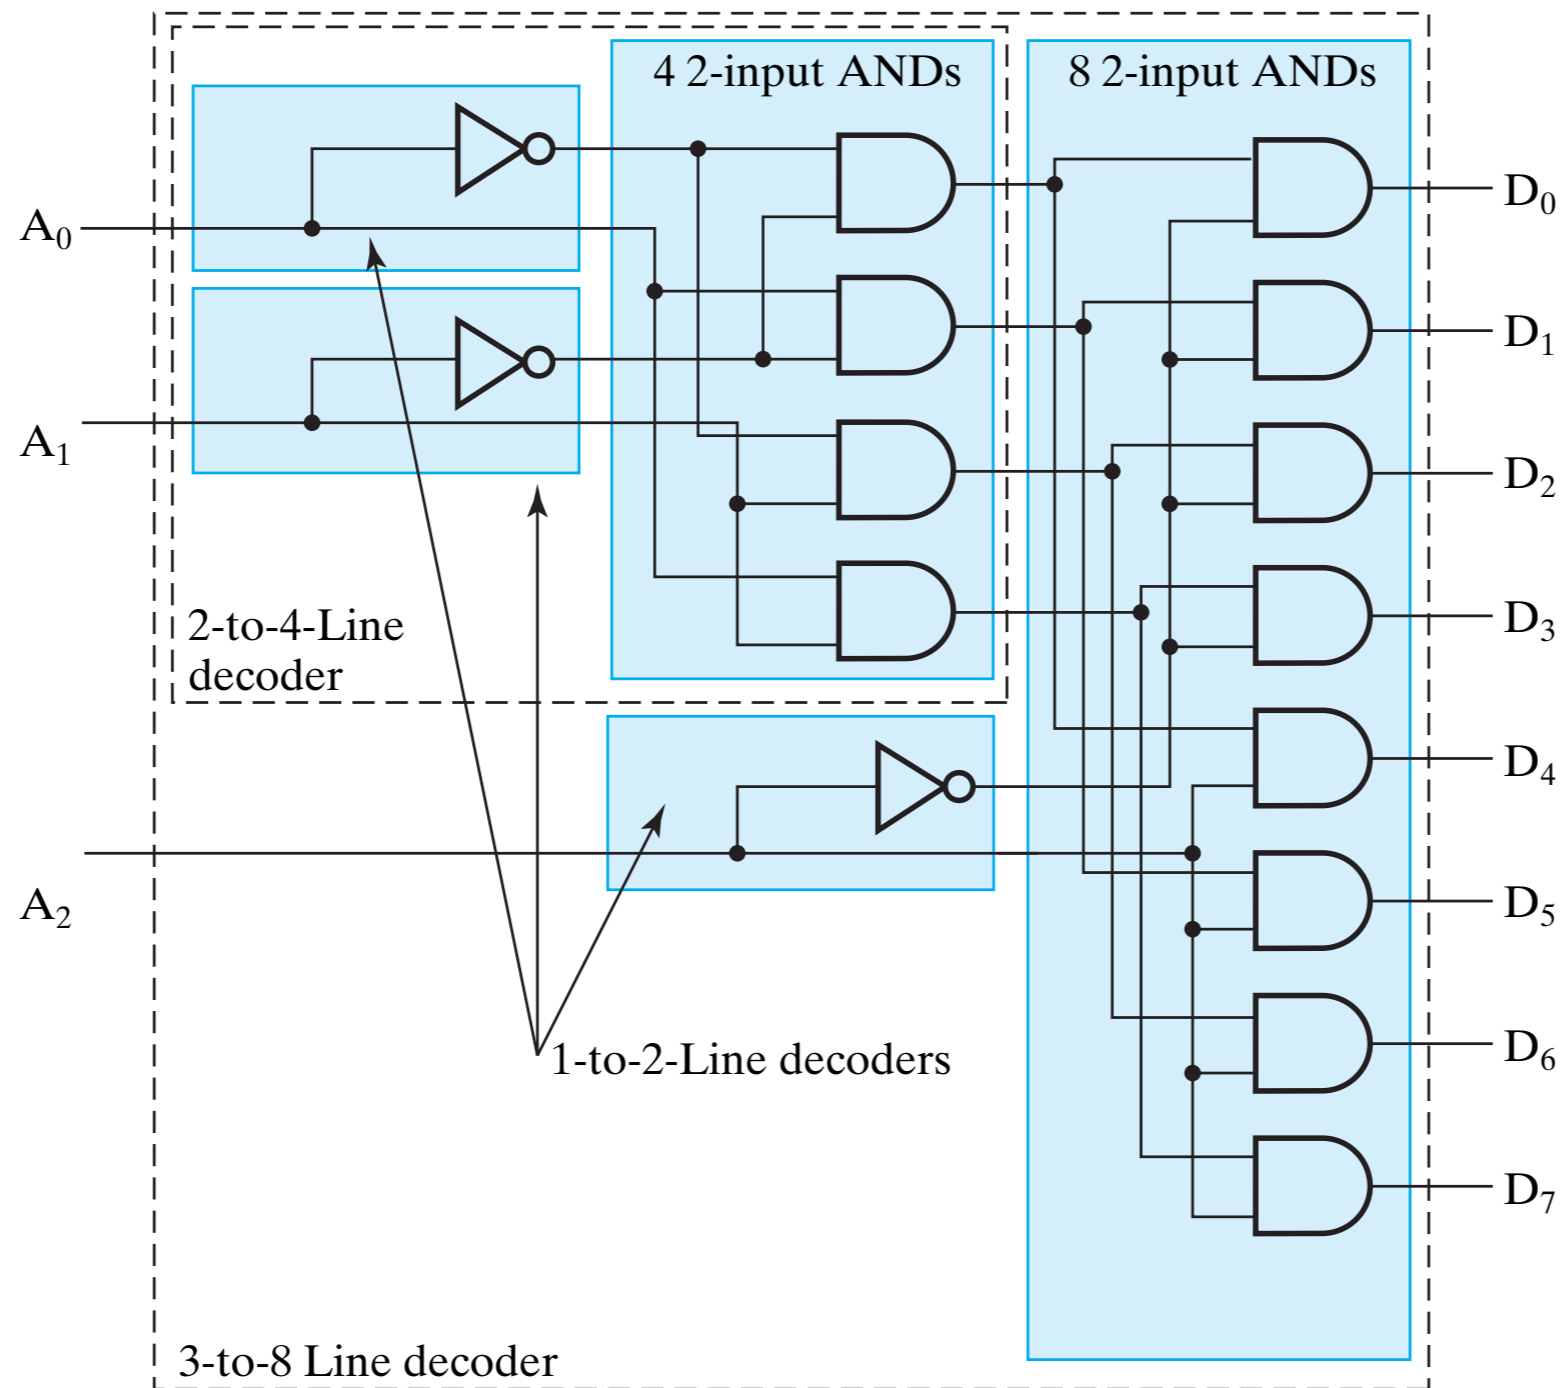 4 2-input ANDs
8 2-input ANDs
A₀
A₁
A₂
2-to-4-Line
decoder
1-to-2-Line decoders
3-to-8 Line decoder
D₀
D₁
D₂
D₃
D₄
D₅
D₆
D₇